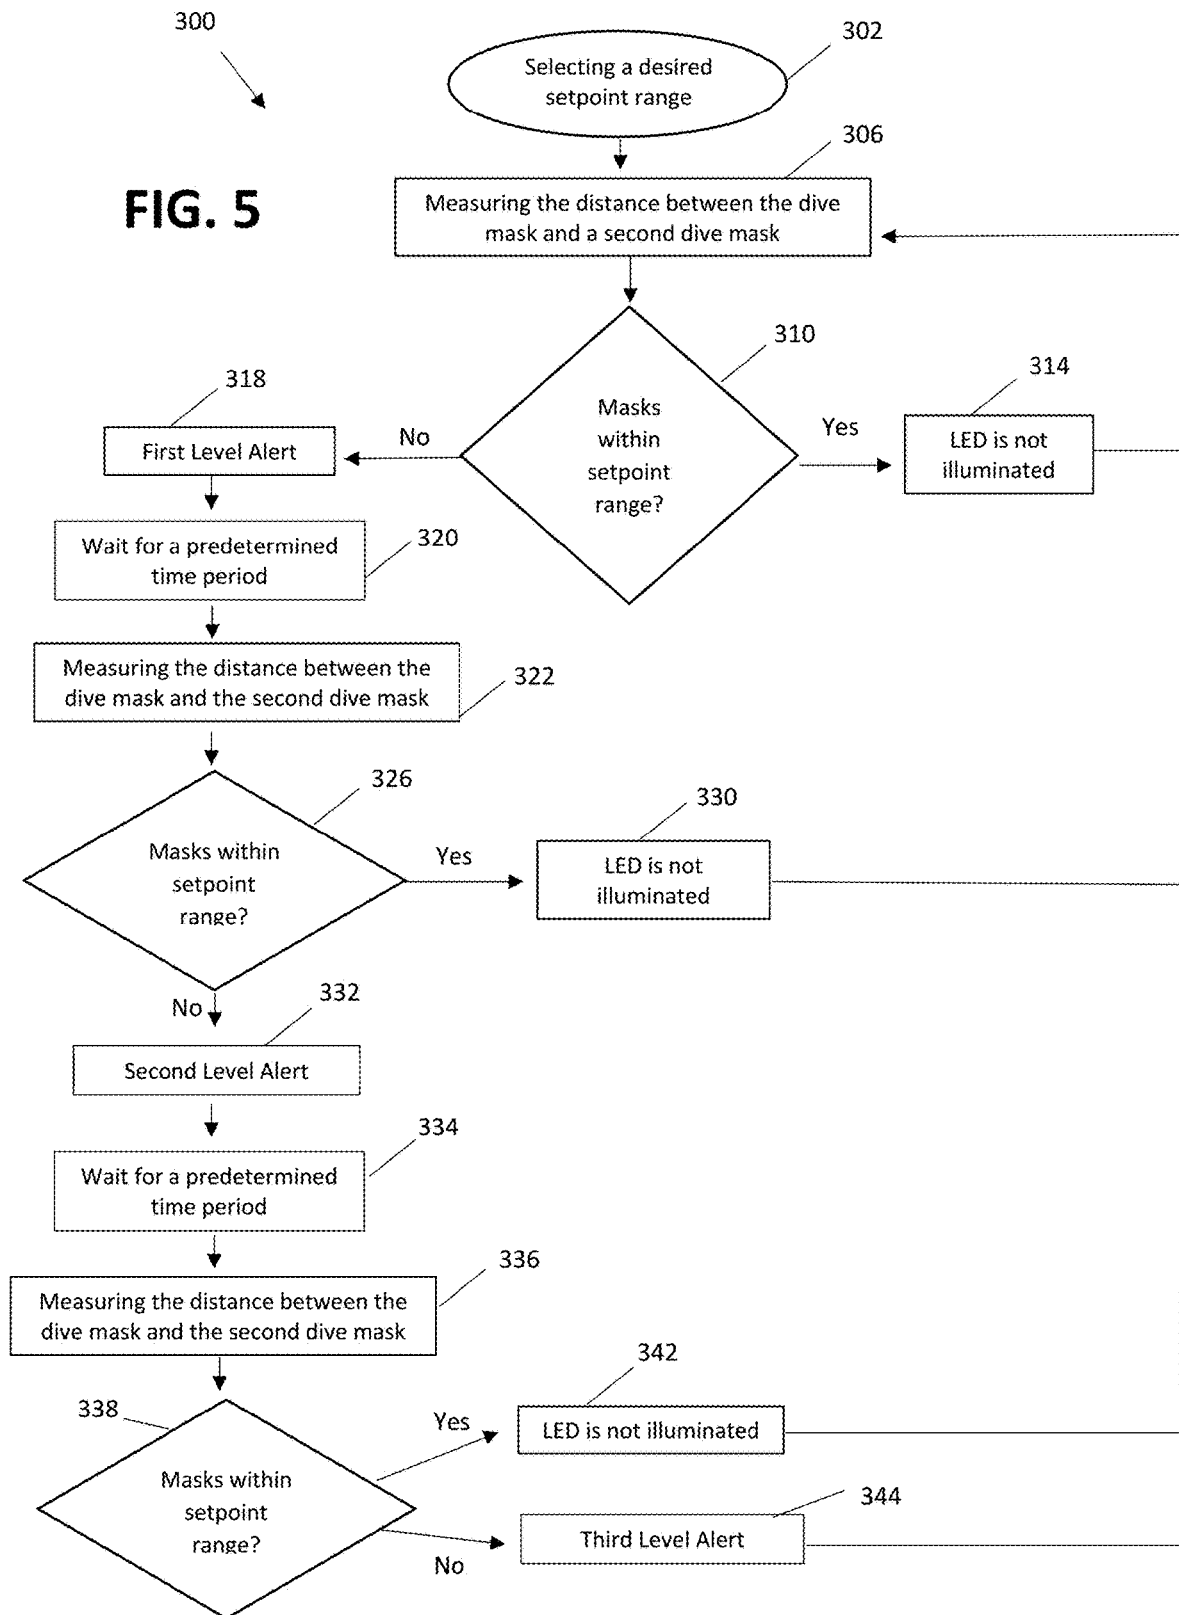 300
302
Selecting a desired
setpoint range
306
FIG. 5
Measuring the distance between the dive
mask and a second dive mask
310
318
314
Masks
within
setpoint
range?
No
Yes
First Level Alert
LED is not
illuminated
Wait for a predetermined
time period
320
Measuring the distance between the
dive mask and the second dive mask
322
326
330
Masks within
setpoint
range?
Yes
LED is not
illuminated
No
332
Second Level Alert
334
Wait for a predetermined
time period
336
Measuring the distance between the
dive mask and the second dive mask
342
338
Yes
LED is not illuminated
Masks within
setpoint
range?
344
No
Third Level Alert